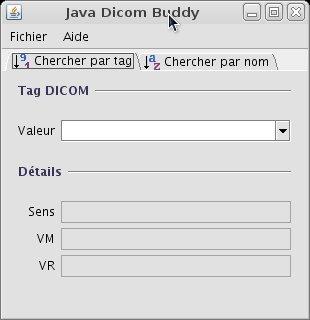 Java Dicom Buddy
Fichier Aide
Chercher par tag Chercher par nom
Tag DICOM
Valeur
Détails
Sens
VM
VR